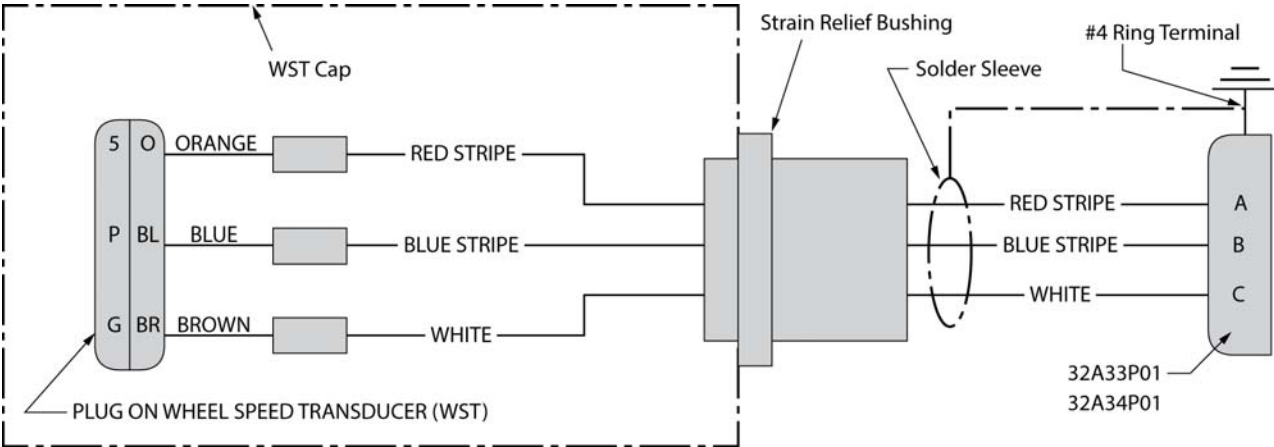 Strain Relief Bushing
#4 Ring Terminal
WST Cap
Solder Sleeve
5 O ORANGE RED STRIPE RED STRIPE A
P BL BLUE BLUE STRIPE BLUE STRIPE B
G BR BROWN WHITE WHITE C
32A33P01
32A34P01
PLUG ON WHEEL SPEED TRANSDUCER (WST)